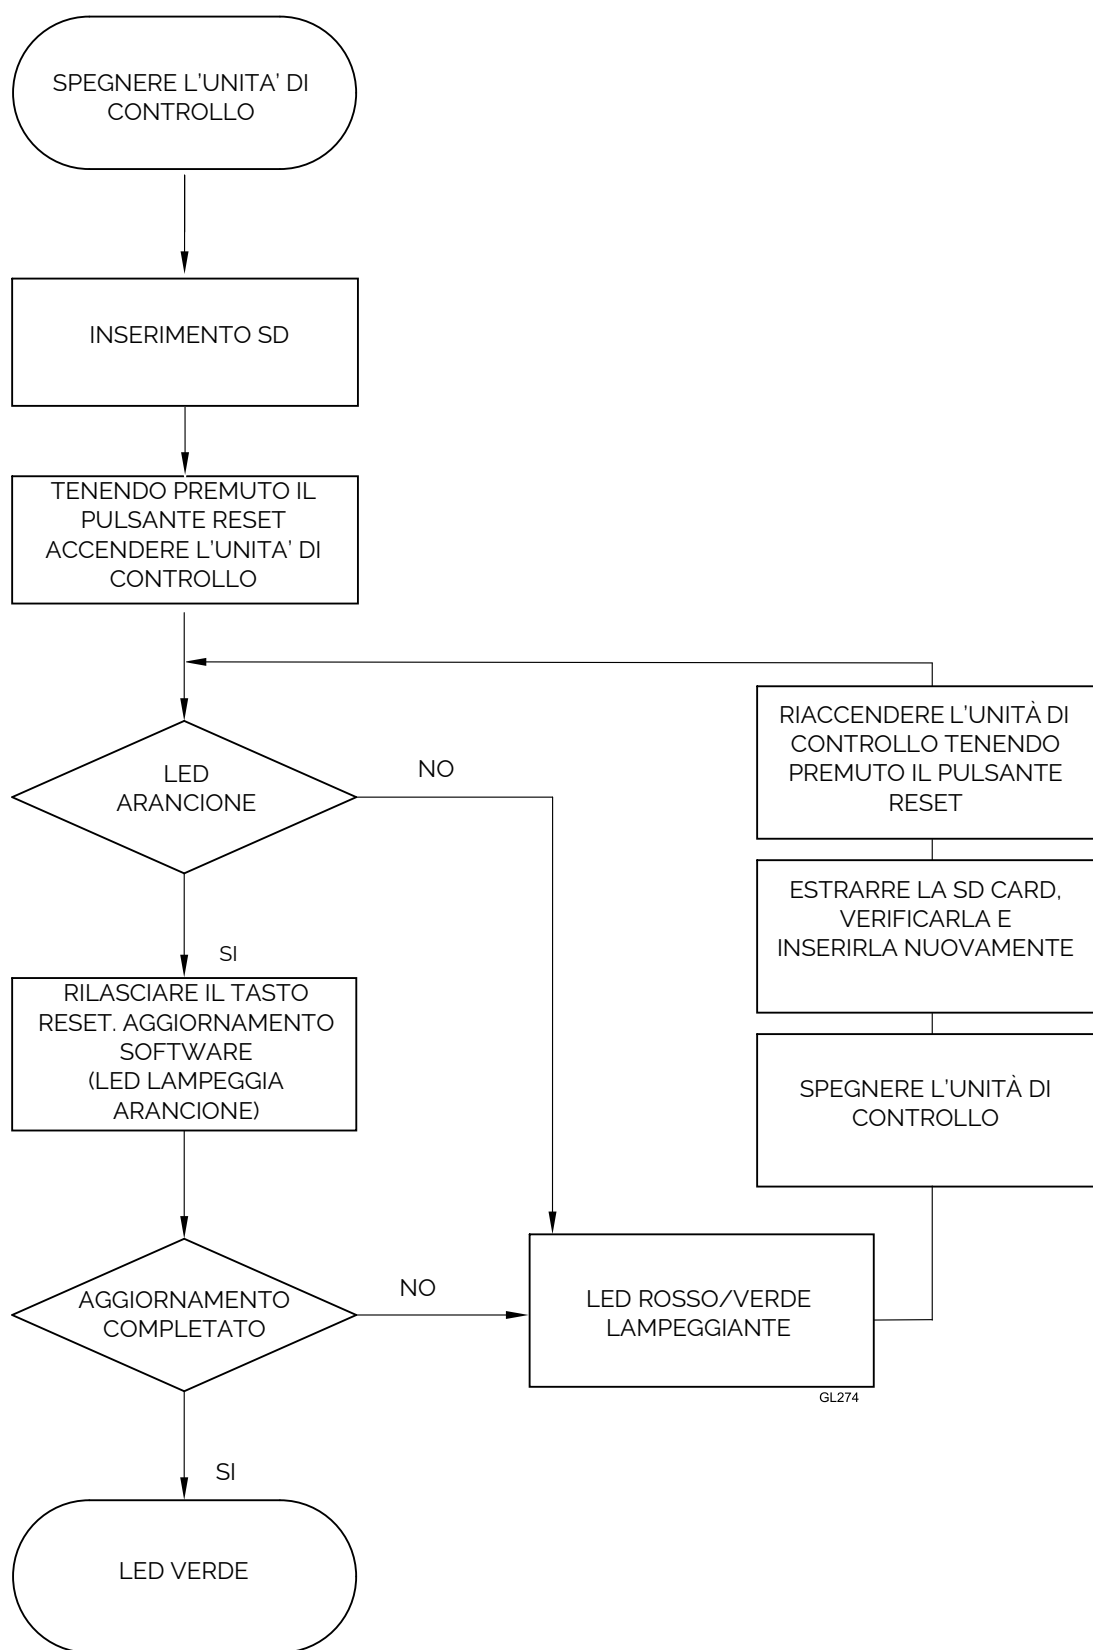 SPEGNERE L'UNITA' DI
CONTROLLO
INSERIMENTO SD
TENENDO PREMUTO IL
PULSANTE RESET
ACCENDERE L'UNITA' DI
CONTROLLO
LED
ARANCIONE
NO
SI
RILASCIARE IL TASTO
RESET. AGGIORNAMENTO
SOFTWARE
(LED LAMPEGGIA
ARANCIONE)
AGGIORNAMENTO
COMPLETATO
NO
SI
LED VERDE
LED ROSSO/VERDE
LAMPEGGIANTE
GL274
SPEGNERE L'UNITÀ DI
CONTROLLO
ESTRARRE LA SD CARD,
VERIFICARLA E
INSERIRLA NUOVAMENTE
RIACCENDERE L'UNITÀ DI
CONTROLLO TENENDO
PREMUTO IL PULSANTE
RESET